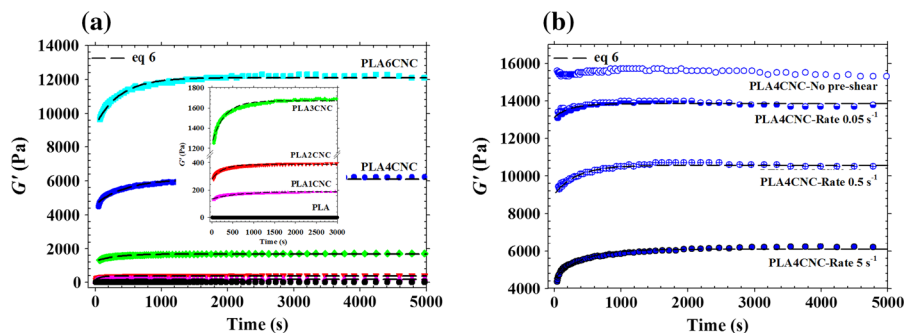 (a)
eq 6
14000
12000
10000
8000
6000
4000
2000
0
G' (Pa)
PLA6CNC
PLA4CNC
1800
1600
1400
1200
400
200
0
G' (Pa)
PLA3CNC
PLA2CNC
PLA1CNC
PLA
0 500 1000 1500 2000 2500 3000
Time (s)
0 1000 2000 3000 4000 5000
Time (s)
(b)
eq 6
16000
14000
12000
10000
8000
6000
4000
G' (Pa)
PLA4CNC-No pre-shear
PLA4CNC-Rate 0.05 s⁻¹
PLA4CNC-Rate 0.5 s⁻¹
PLA4CNC-Rate 5 s⁻¹
0 1000 2000 3000 4000 5000
Time (s)